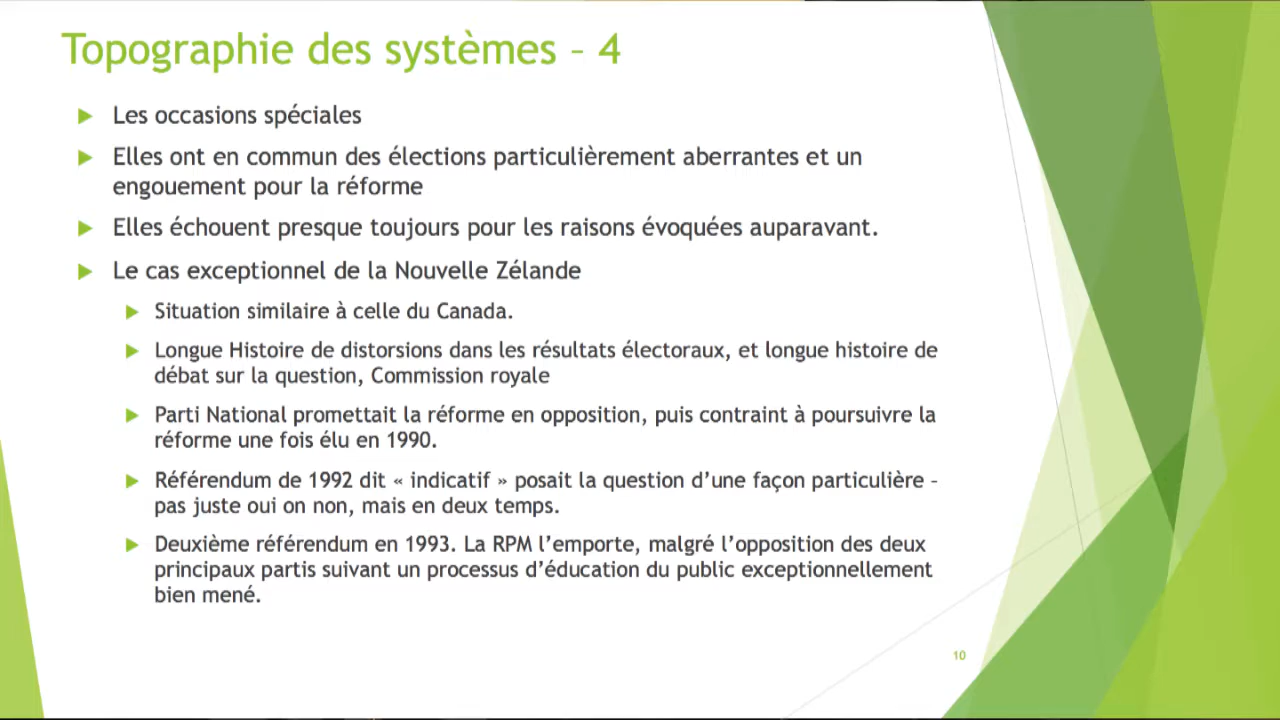 Topographie des systèmes – 4
Les occasions spéciales
Elles ont en commun des élections particulièrement aberrantes et un
engouement pour la réforme
Elles échouent presque toujours pour les raisons évoquées auparavant.
Le cas exceptionnel de la Nouvelle Zélande
Situation similaire à celle du Canada.
Longue Histoire de distorsions dans les résultats électoraux, et longue histoire de
débat sur la question, Commission royale
Parti National promettait la réforme en opposition, puis contraint à poursuivre la
réforme une fois élu en 1990.
Référendum de 1992 dit « indicatif » posait la question d’une façon particulière –
pas juste oui on non, mais en deux temps.
Deuxième référendum en 1993. La RPM l’emporte, malgré l’opposition des deux
principaux partis suivant un processus d’éducation du public exceptionnellement
bien mené.
10